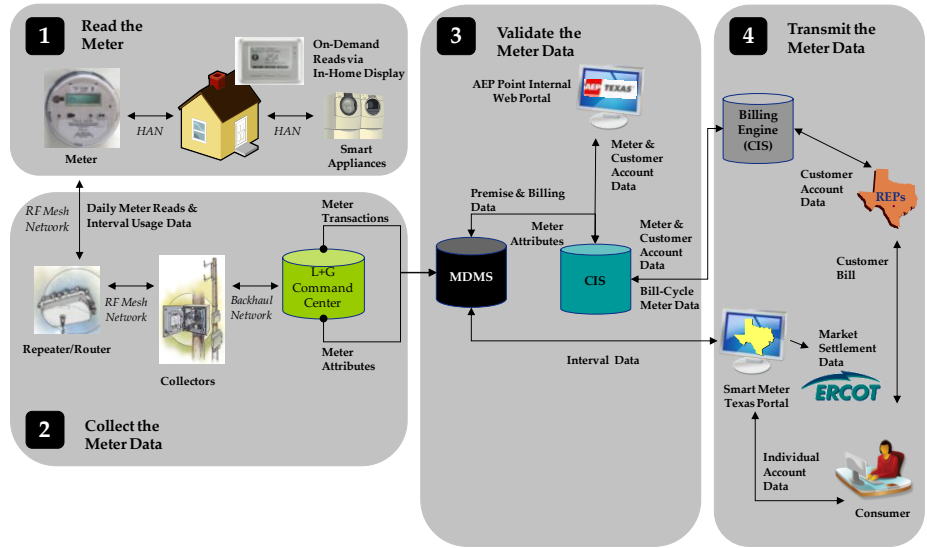 1
Read the
Meter
On-Demand
Reads via
In-Home Display
HAN
HAN
Meter
Smart
Appliances
RF Mesh
Network
Daily Meter Reads &
Interval Usage Data
Meter
Transactions
L+G
Command
Center
RF Mesh
Network
Backhaul
Network
Repeater/Router
Collectors
Meter
Attributes
2
Collect the
Meter Data
3
Validate the
Meter Data
AEP Point Internal
Web Portal
AEP TEXAS
Meter &
Customer
Account
Data
Premise & Billing
Data
Meter
Attributes
Meter &
Customer
Account Data
MDMS
CIS
Bill-Cycle
Meter Data
Interval Data
4
Transmit the
Meter Data
Billing
Engine
(CIS)
Customer
Account
Data
REPs
Customer
Bill
Market
Settlement
Data
Smart Meter
Texas Portal
ERCOT
Individual
Account
Data
Consumer